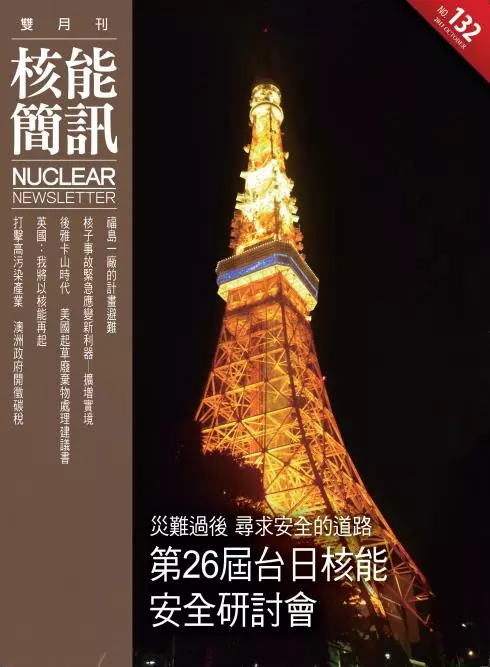 雙月刊
核能
簡訊
NUCLEAR
NEWSLETTER
NO. 132
2011 OCTOBER
福島一廠的計畫避難
核子事故緊急應變新利器─擴增實境
後雅卡山時代 美國起草廢棄物處理建議書
英國：我將以核能再起
打擊高污染產業 澳洲政府開徵碳稅
災難過後 尋求安全的道路
第26屆台日核能
安全研討會